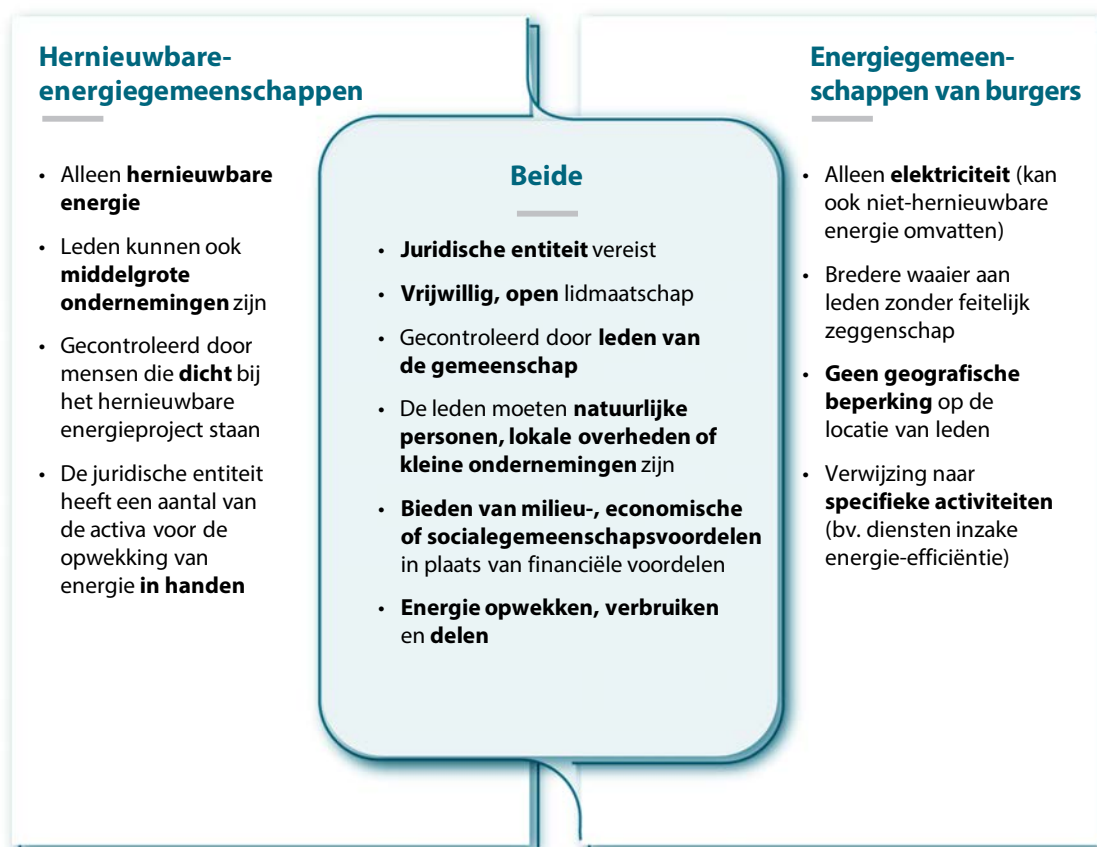 Hernieuwbare-
energiegemeenschappen
• Alleen hernieuwbare
energie
• Leden kunnen ook
middelgrote
ondernemingen zijn
• Gecontroleerd door
mensen die dicht bij
het hernieuwbare
energieproject staan
• De juridische entiteit
heeft een aantal van
de activa voor de
opwekking van
energie in handen
Beide
• Juridische entiteit vereist
• Vrijwillig, open lidmaatschap
• Gecontroleerd door leden van
de gemeenschap
• De leden moeten natuurlijke
personen, lokale overheden of
kleine ondernemingen zijn
• Bieden van milieu-, economische
of socialegemeenschapsvoordelen
in plaats van financiële voordelen
• Energie opwekken, verbruiken
en delen
Energiegemeen-
schappen van burgers
• Alleen elektriciteit (kan
ook niet-hernieuwbare
energie omvatten)
• Bredere waaier aan
leden zonder feitelijk
zeggenschap
• Geen geografische
beperking op de
locatie van leden
• Verwijzing naar
specifieke activiteiten
(bv. diensten inzake
energie-efficiëntie)